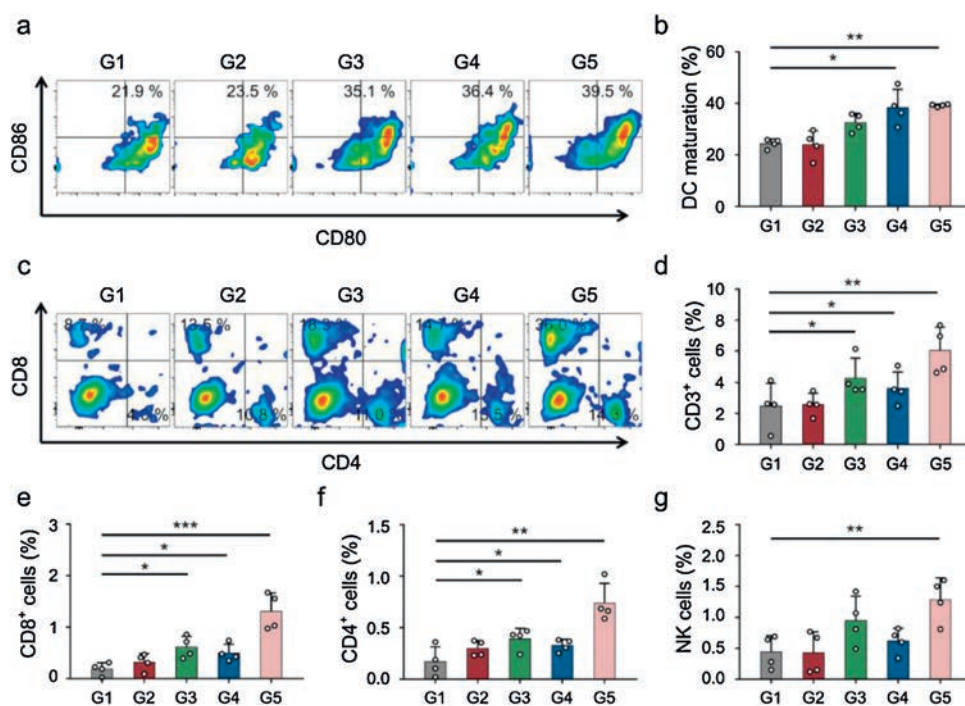 a
G1 G2 G3 G4 G5
21.9 % 23.5 % 35.1 % 36.4 % 39.5 %
CD86
CD80
b
DC maturation (%)
60
40
20
0
** 
*
G1 G2 G3 G4 G5
c
G1 G2 G3 G4 G5
13.5 %
CD8
10.8 % 15.5 % 14.3 %
CD4
d
CD3+ cells (%)
10
8
6
4
2
0
**
*
*
G1 G2 G3 G4 G5
e
CD8+ cells (%)
3
2
1
0
***
*
*
G1 G2 G3 G4 G5
f
CD4+ cells (%)
1.5
1.0
0.5
0.0
**
*
*
G1 G2 G3 G4 G5
g
NK cells (%)
2.5
2.0
1.5
1.0
0.5
0.0
**
G1 G2 G3 G4 G5